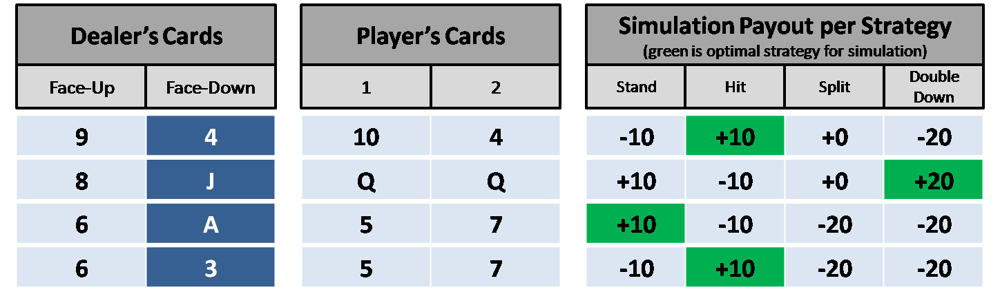 Dealer's Cards Player's Cards Simulation Payout per Strategy
(green is optimal strategy for simulation)
Face-Up Face-Down 1 2 Stand Hit Split Double Down
9 4 10 4 -10 +10 +0 -20
8 J Q Q +10 -10 +0 +20
6 A 5 7 +10 -10 -20 -20
6 3 5 7 -10 +10 -20 -20